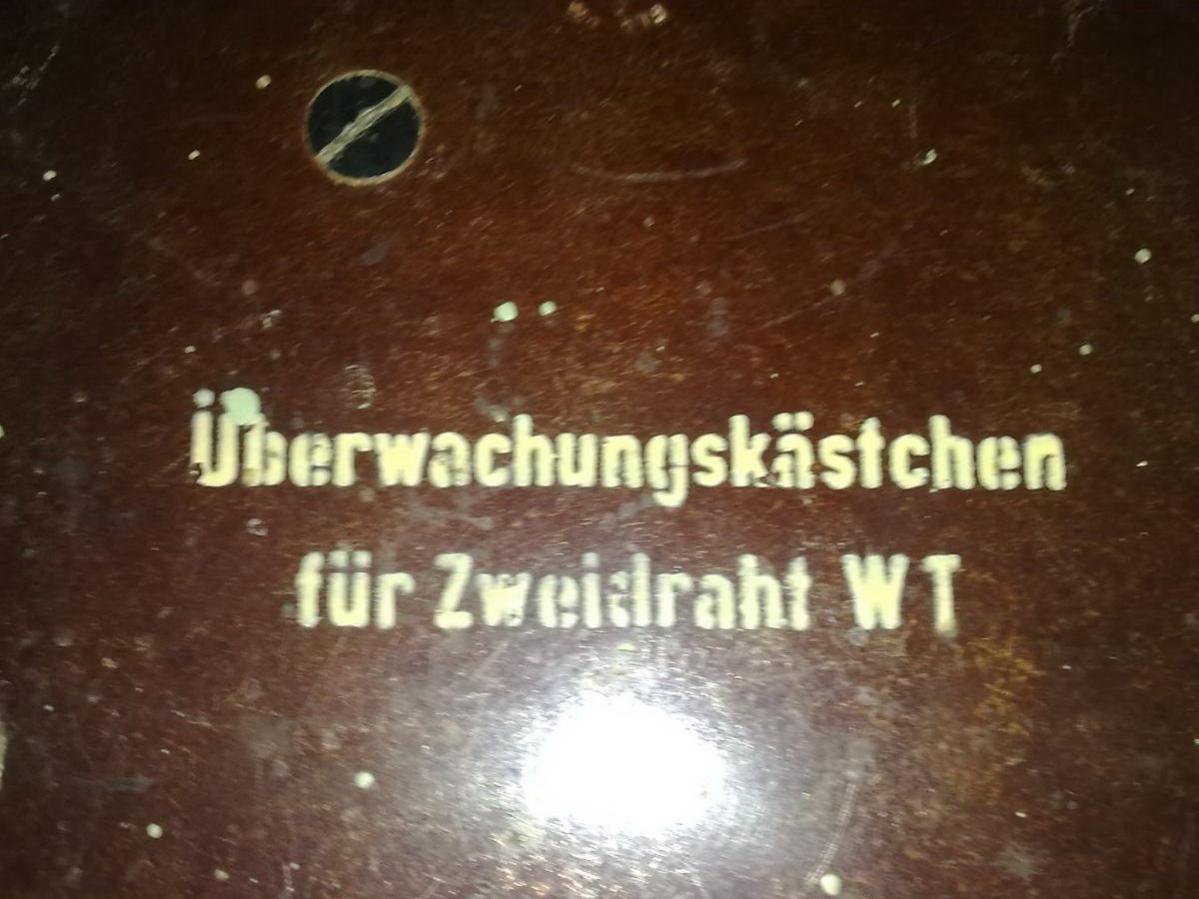 Überwachungskästchen
für Zweidraht WT